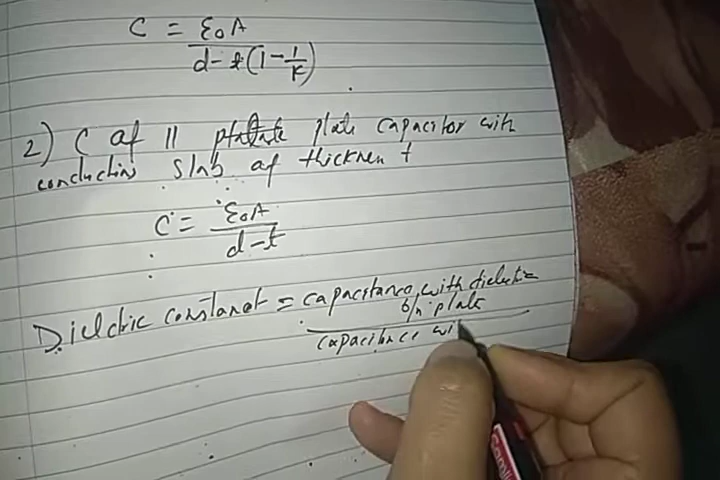 C = ε₀A
d-t(1-1/K)
2) C of || plate capacitor with
conducting slab of thickness t
C = ε₀A
d-t
Dielectric constant = capacitance with dielectric
b/n plate
capacitance wi
Camlin